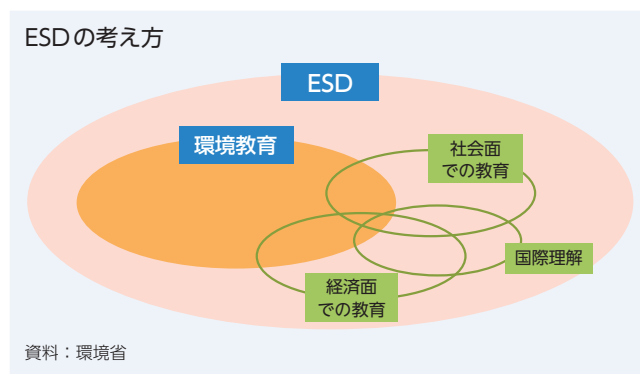 ESDの考え方
ESD
環境教育
社会面
での教育
国際理解
経済面
での教育
資料：環境省